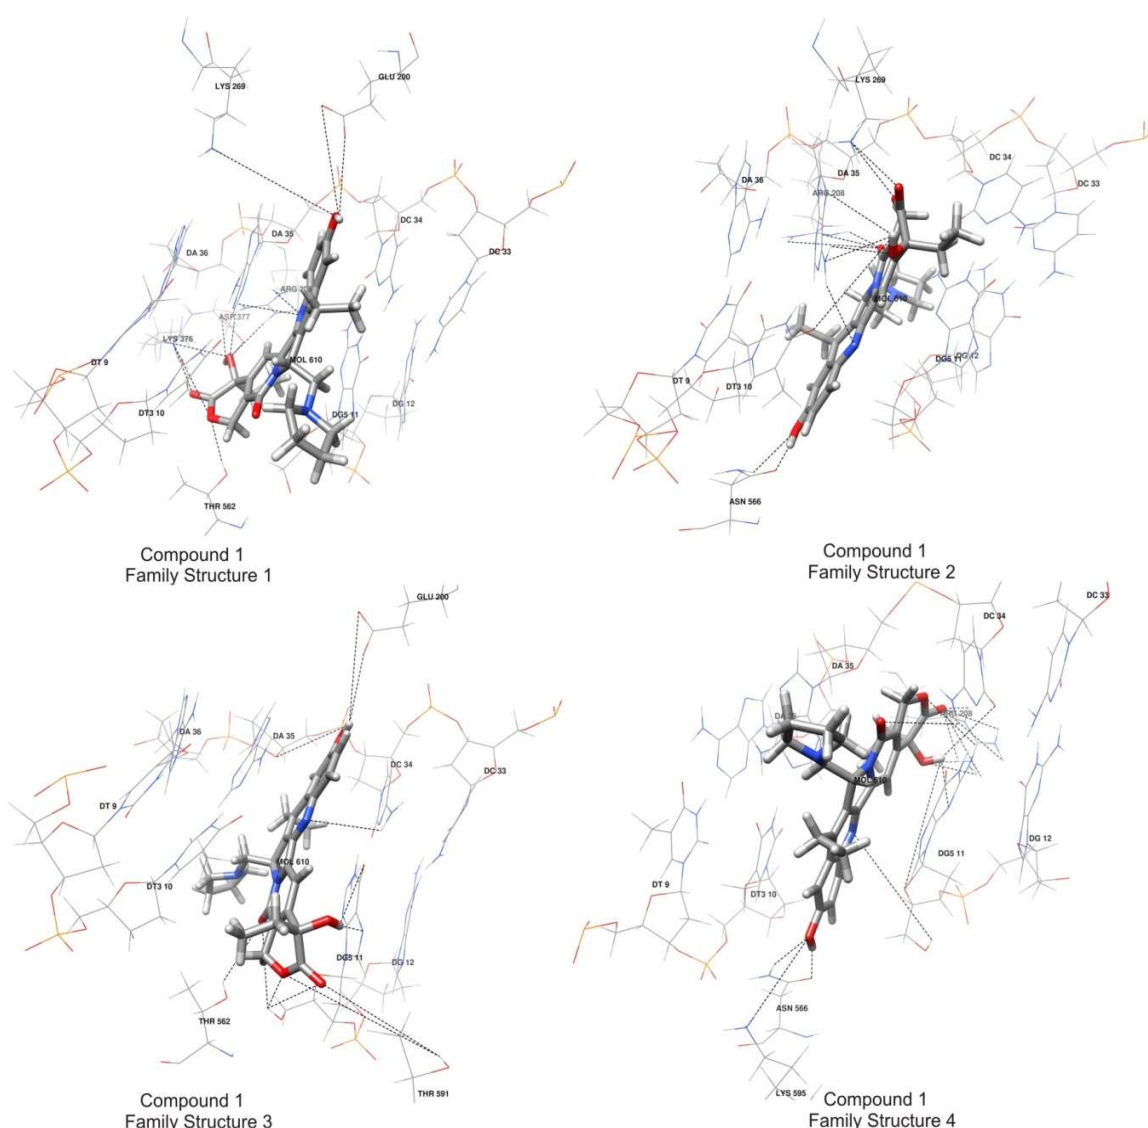 LYS 269
GLU 200
DC 34
DA 35
DC 33
DA 36
ASP 377
LYS 376
MOL 610
DT 9
DT3 10
DG5 11
DG 12
THR 562
Compound 1
Family Structure 1
LYS 269
DC 34
DA 35
DA 36
DC 33
ARG 208
MOL 610
DG5 11
DG 12
DT 9
DT3 10
ASN 566
Compound 1
Family Structure 2
GLU 200
DA 36
DA 35
DC 34
DC 33
DT 9
MOL 610
DT3 10
DG5 11
DG 12
THR 562
THR 591
Compound 1
Family Structure 3
DC 33
DC 34
DA 35
MOL 610
DG 12
DG5 11
DT 9
DT3 10
ASN 566
LYS 595
Compound 1
Family Structure 4